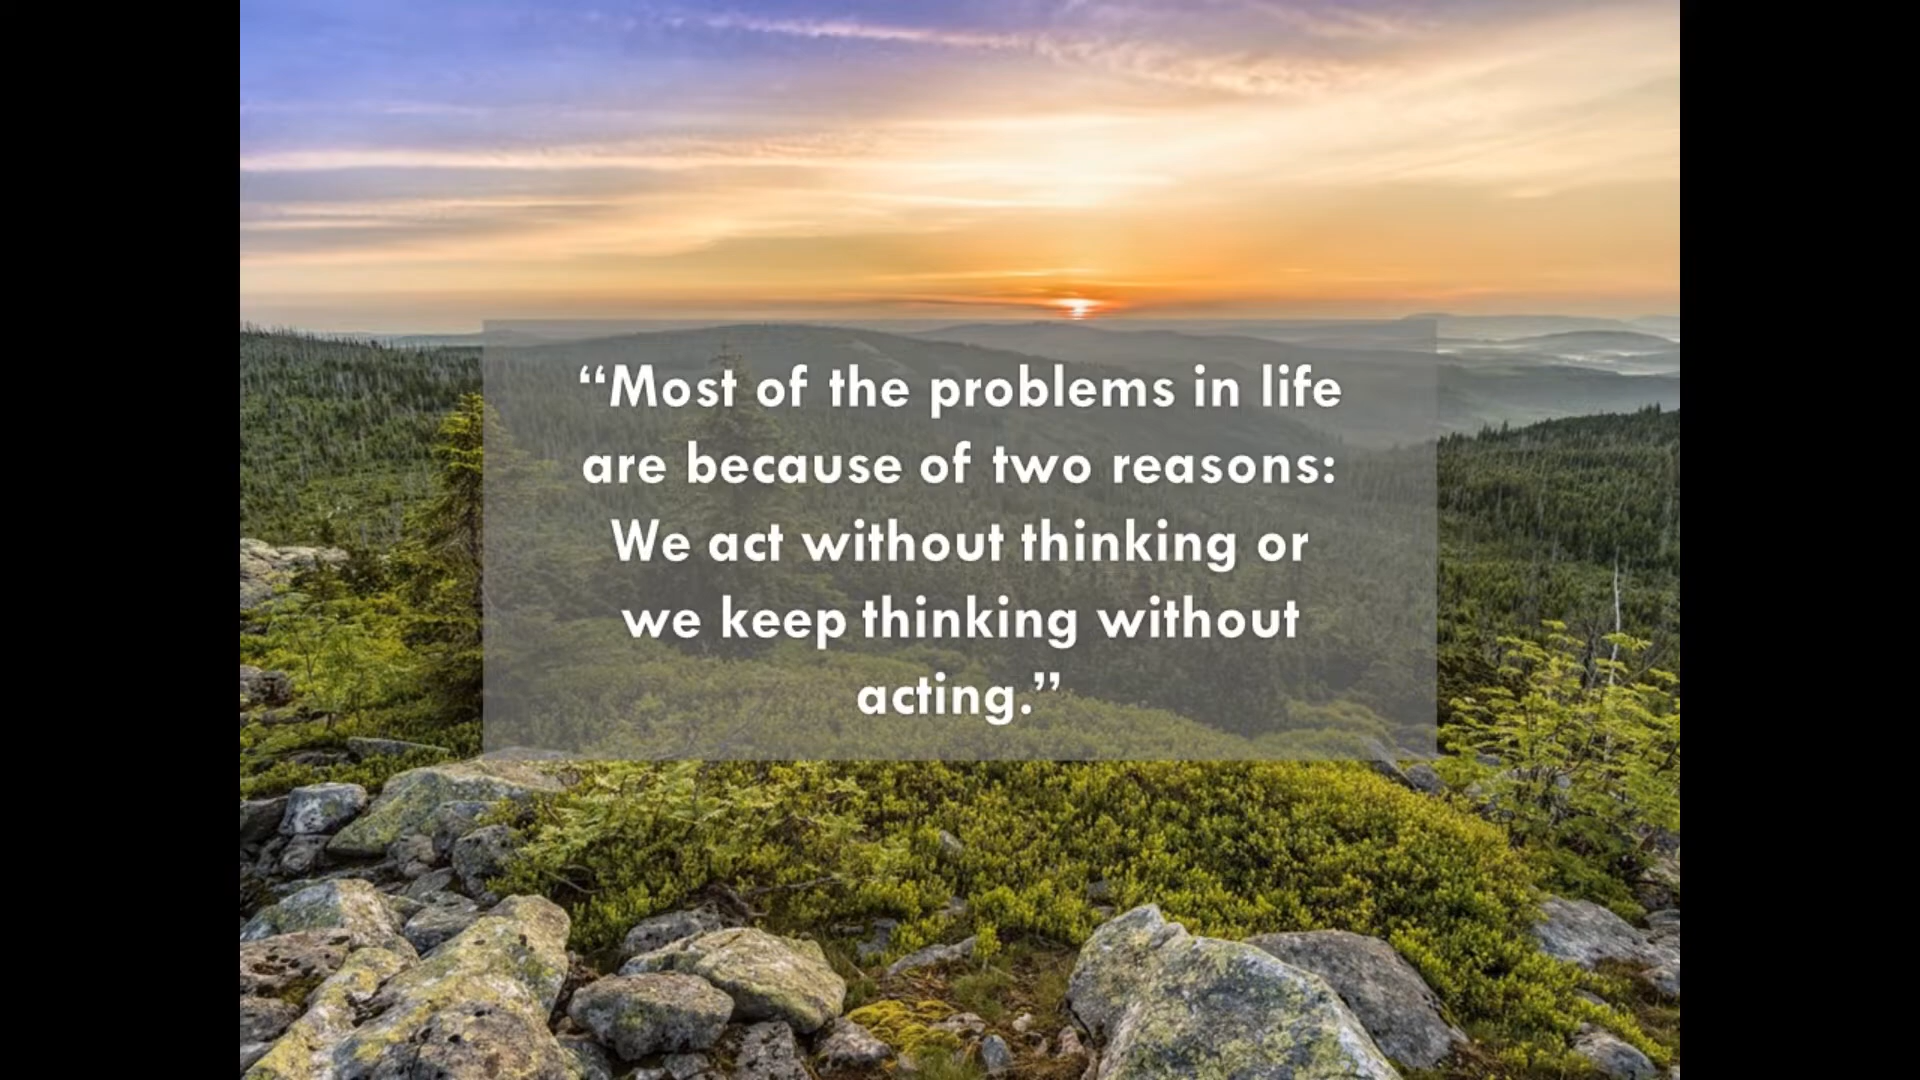 “Most of the problems in life
are because of two reasons:
We act without thinking or
we keep thinking without
acting.”